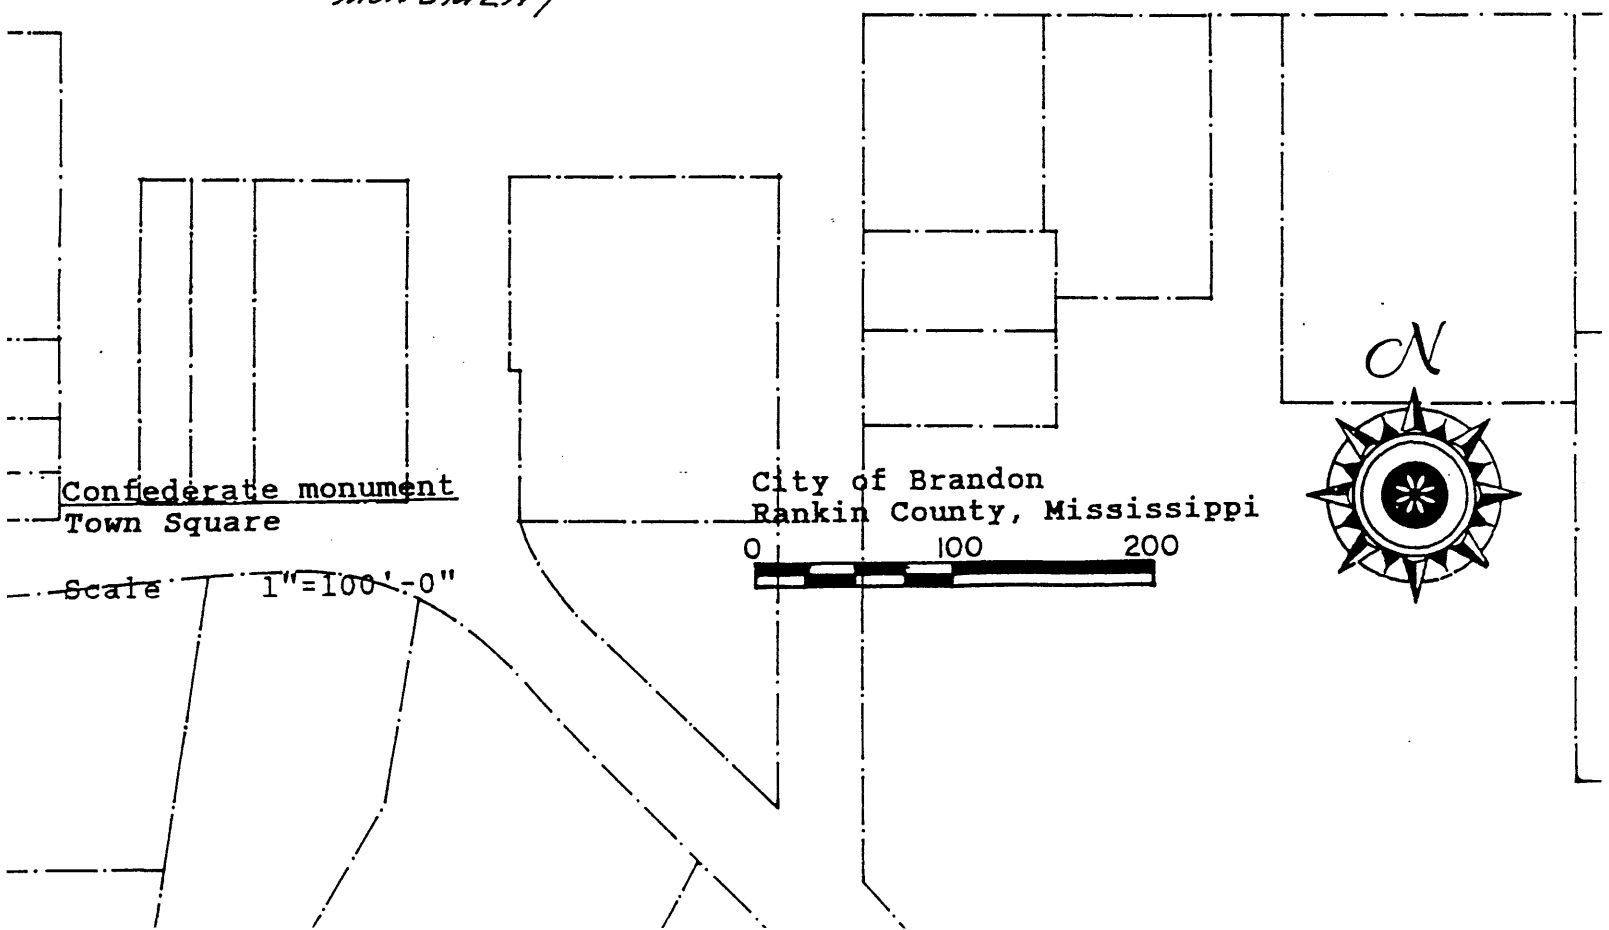 N
Confederate monument
Town Square
City of Brandon
Rankin County, Mississippi
0 100 200
Scale 1"=100'-0"